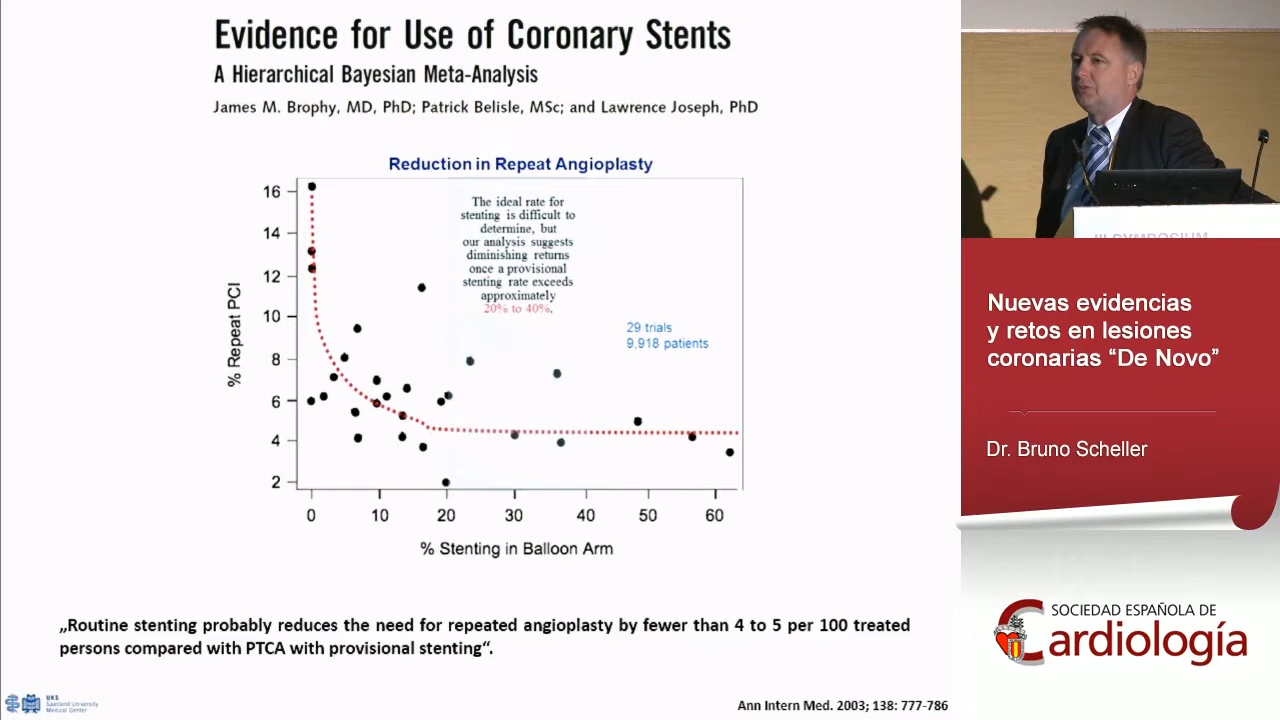 Evidence for Use of Coronary Stents
A Hierarchical Bayesian Meta-Analysis
James M. Brophy, MD, PhD; Patrick Belisle, MSc; and Lawrence Joseph, PhD
Reduction in Repeat Angioplasty
% Repeat PCI
16
14
12
10
8
6
4
2
The ideal rate for
stenting is difficult to
determine, but
our analysis suggests
diminishing returns
once a provisional
stenting rate exceeds
approximately
20% to 40%.
29 trials
9.918 patients
0 10 20 30 40 50 60
% Stenting in Balloon Arm
„Routine stenting probably reduces the need for repeated angioplasty by fewer than 4 to 5 per 100 treated
persons compared with PTCA with provisional stenting“.
UKS
Saarland University
Medical Center
Ann Intern Med. 2003; 138: 777-786
III SYMPOSIUM
Nuevas evidencias
y retos en lesiones
coronarias “De Novo”
Dr. Bruno Scheller
SOCIEDAD ESPAÑOLA DE
Cardiología